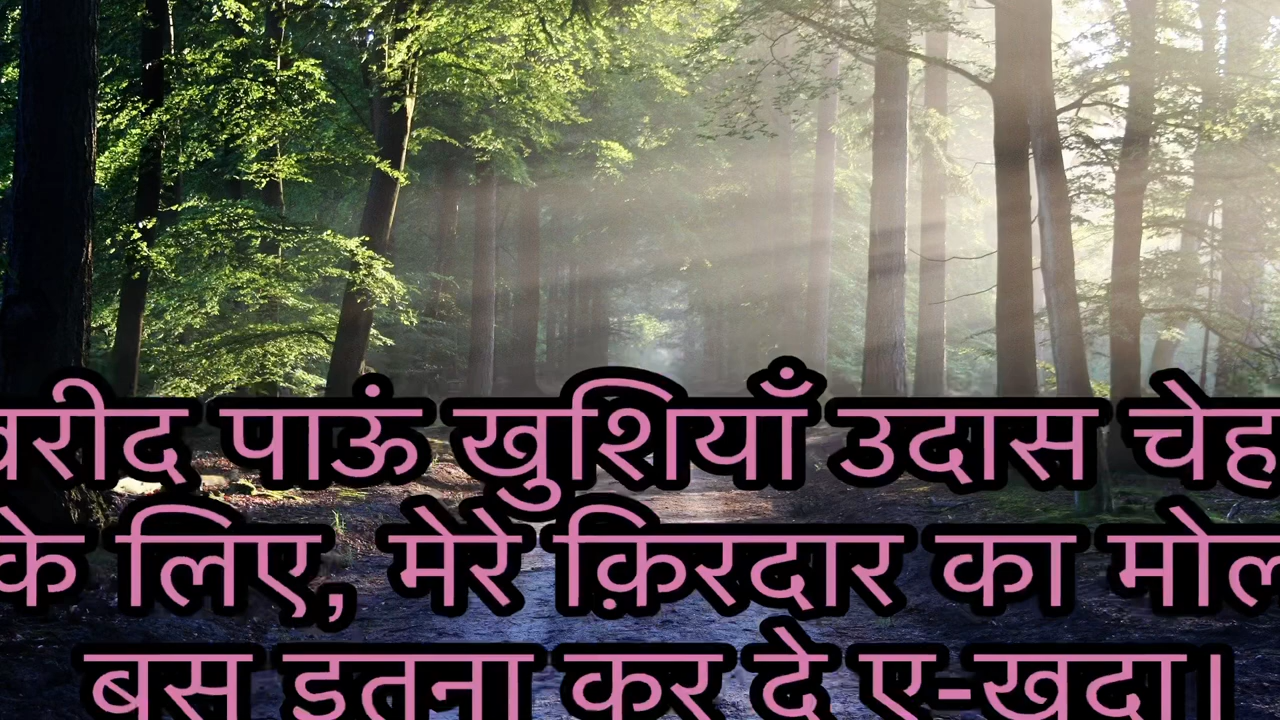 पाऊं खुशियाँ उदास चेह
के लिए, मेरे क़िरदार का मोल
बस इतना कर दे ए-खुदा।